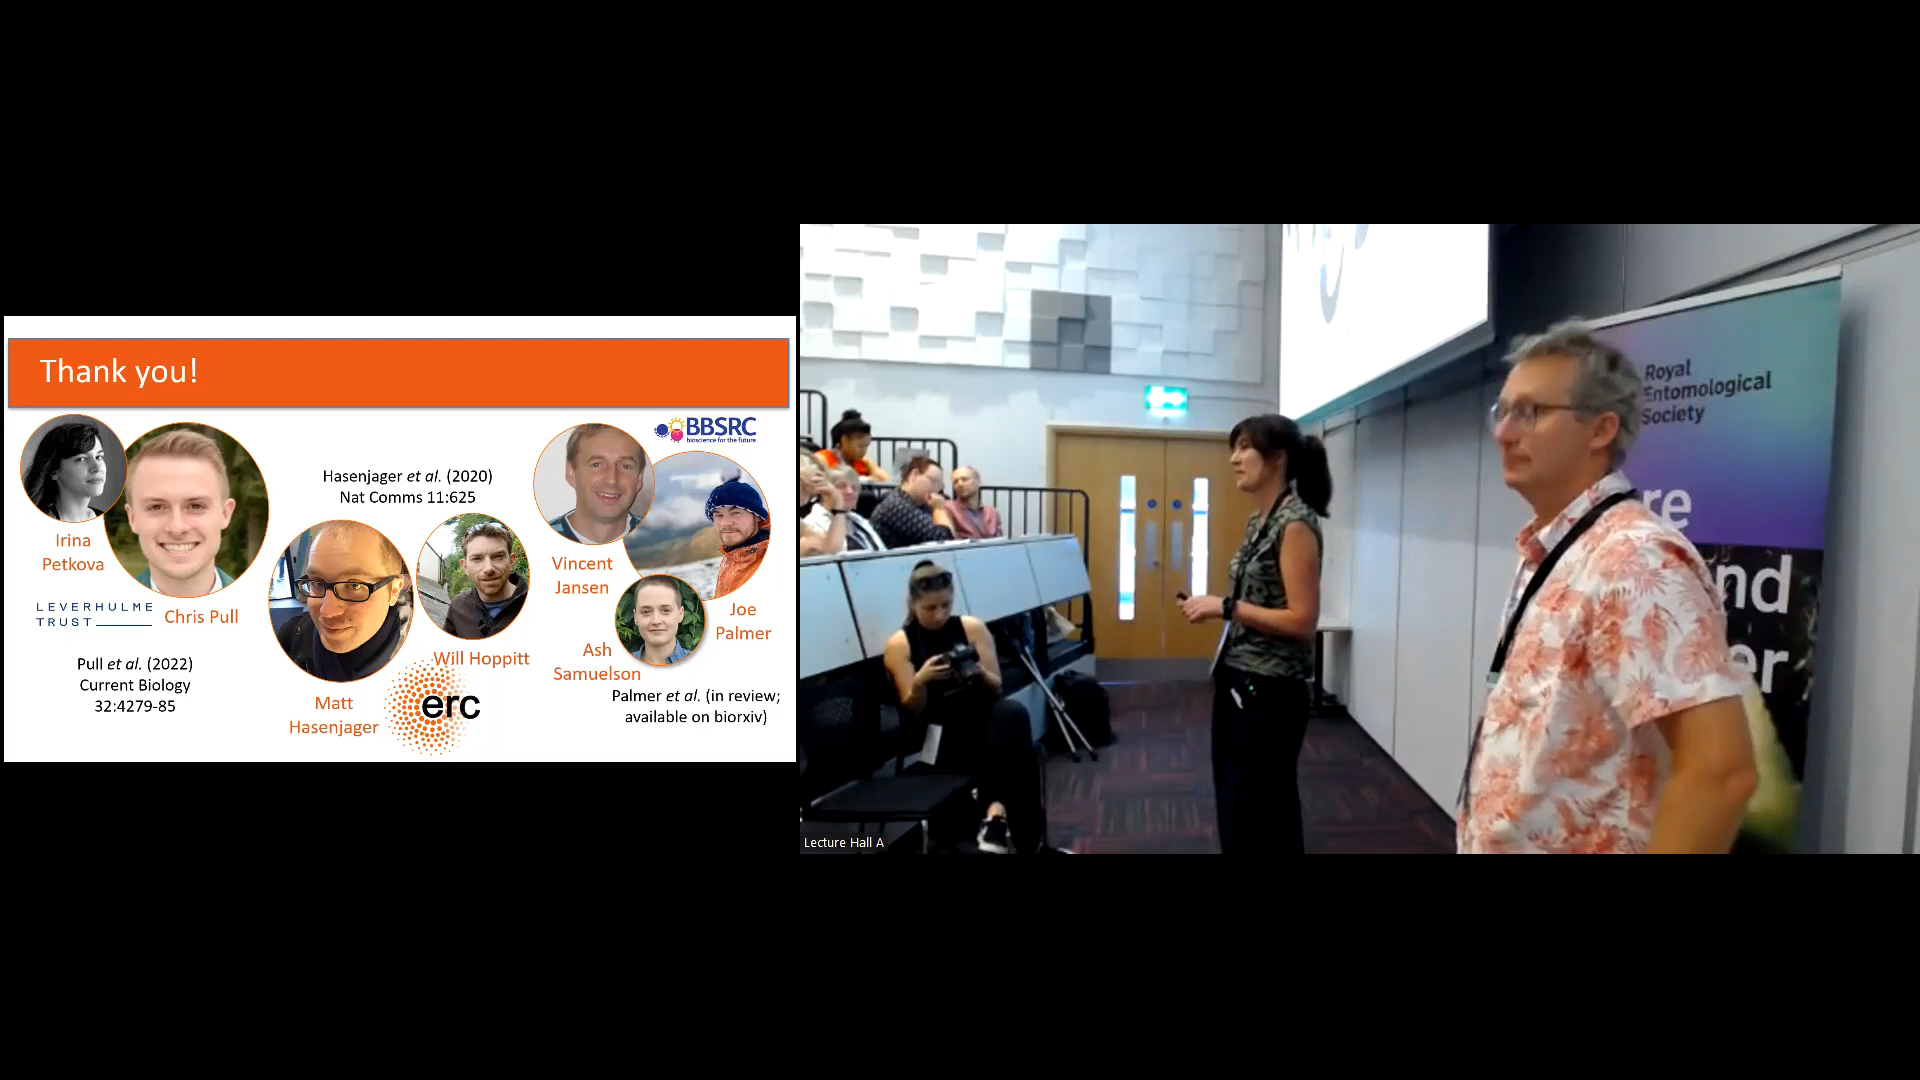 Thank you!
BBSRC
bioscience for the future
Hasenjager et al. (2020)
Nat Comms 11:625
Irina
Petkova
Vincent
Jansen
LEVERHULME
TRUST
Chris Pull
Joe
Palmer
Ash
Samuelson
Will Hoppitt
Pull et al. (2022)
Current Biology
32:4279-85
Matt
Hasenjager
erc
Palmer et al. (in review;
available on biorxiv)
Royal
Entomological
Society
Lecture Hall A